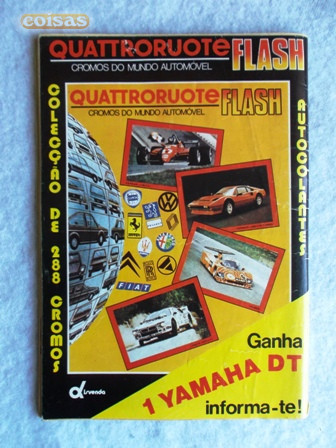 coisas
QUATTRORUOTE FLASH
CROMOS DO MUNDO AUTOMÓVEL
COLECÇÃO DE 288 CROMOS
AUTOCOLANTES
QUATTRORUOTE FLASH
CROMOS DO MUNDO AUTOMÓVEL
FIAT
Ganha
1 YAMAHA DT
informa-te!